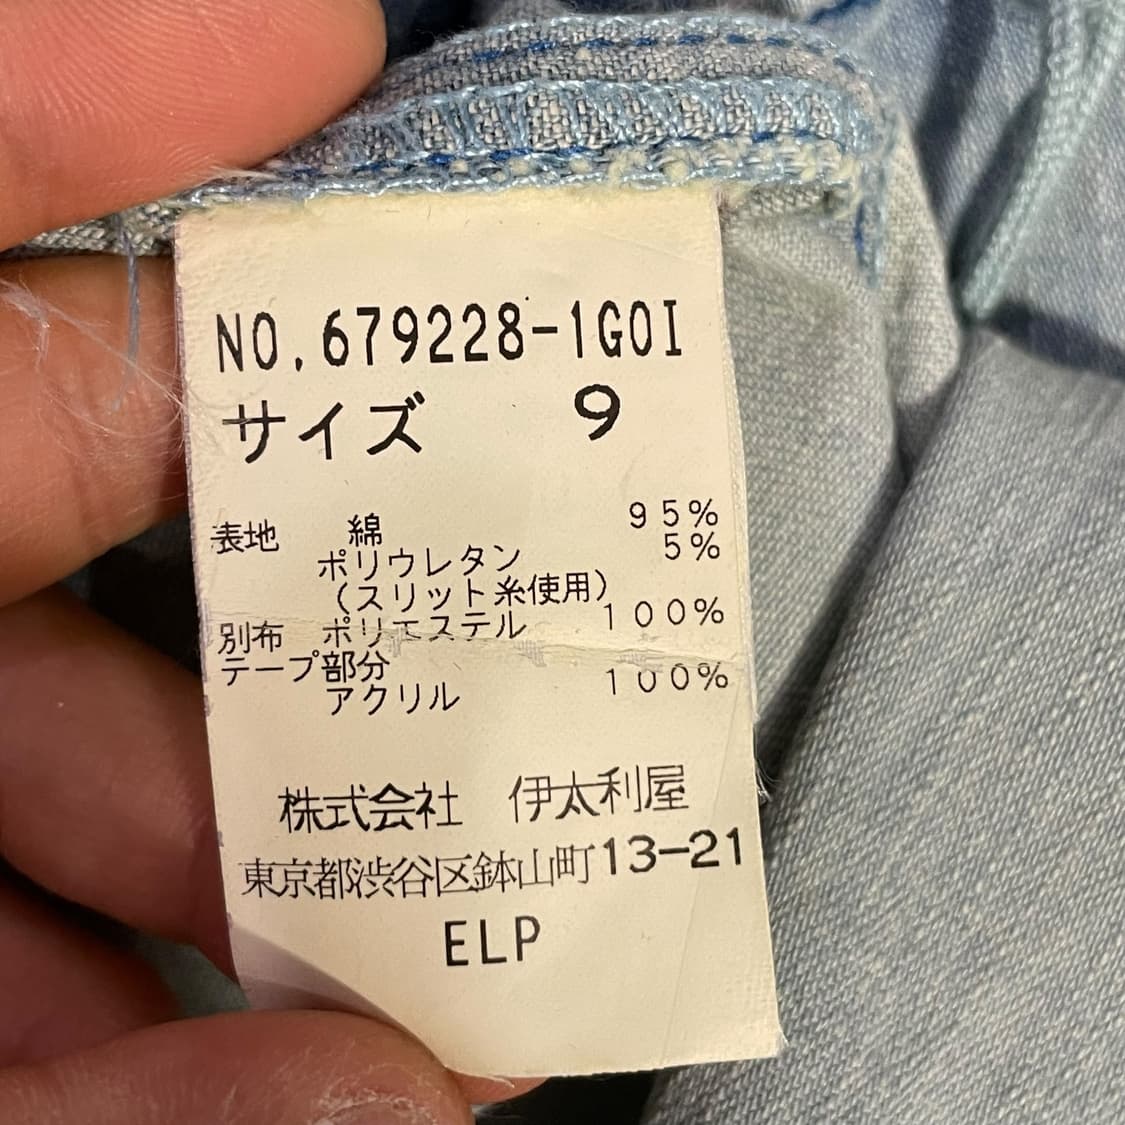 NO.679228-1G0I
サイズ 9
表地 綿 95%
ポリウレタン 5%
(スリット糸使用)
別布 ポリエステル 100%
テープ部分
アクリル 100%
株式会社 伊太利屋
東京都渋谷区鉢山町13-21
ELP